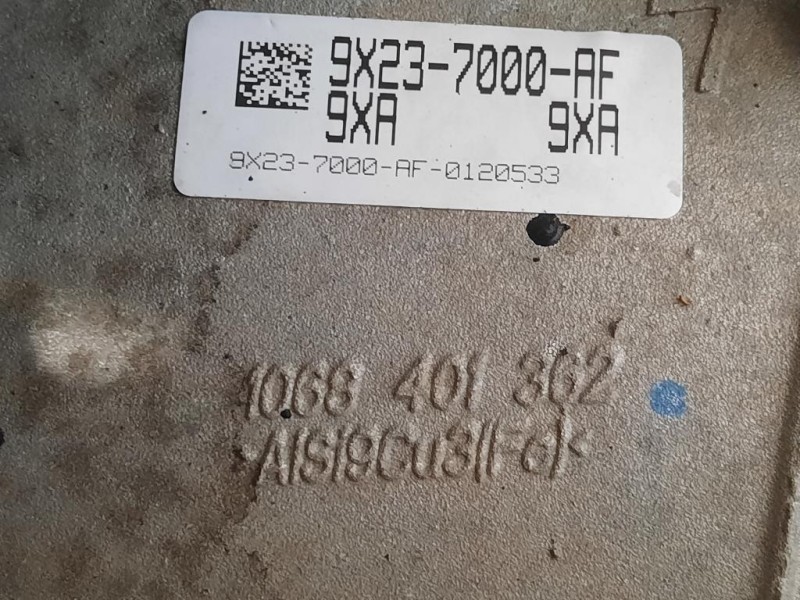 9X23-7000-AF
9XA 9XA
9X23-7000-AF-0120533
1068 401 362
>AlSi9Cu3(Fe)<